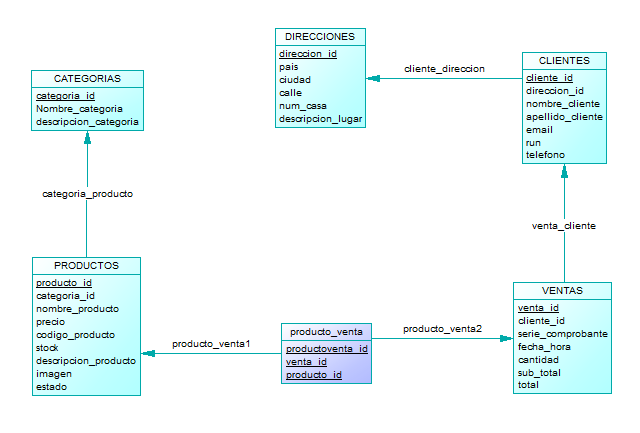 DIRECCIONES
direccion_id
pais
ciudad
calle
num_casa
descripcion_lugar
cliente_direccion
CLIENTES
cliente_id
direccion_id
nombre_cliente
apellido_cliente
email
run
telefono
CATEGORIAS
categoria_id
Nombre_categoria
descripcion_categoria
categoria_producto
venta_cliente
PRODUCTOS
producto_id
categoria_id
nombre_producto
precio
codigo_producto
stock
descripcion_producto
imagen
estado
producto_venta1
producto_venta
productoventa_id
venta_id
producto_id
producto_venta2
VENTAS
venta_id
cliente_id
serie_comprobante
fecha_hora
cantidad
sub_total
total